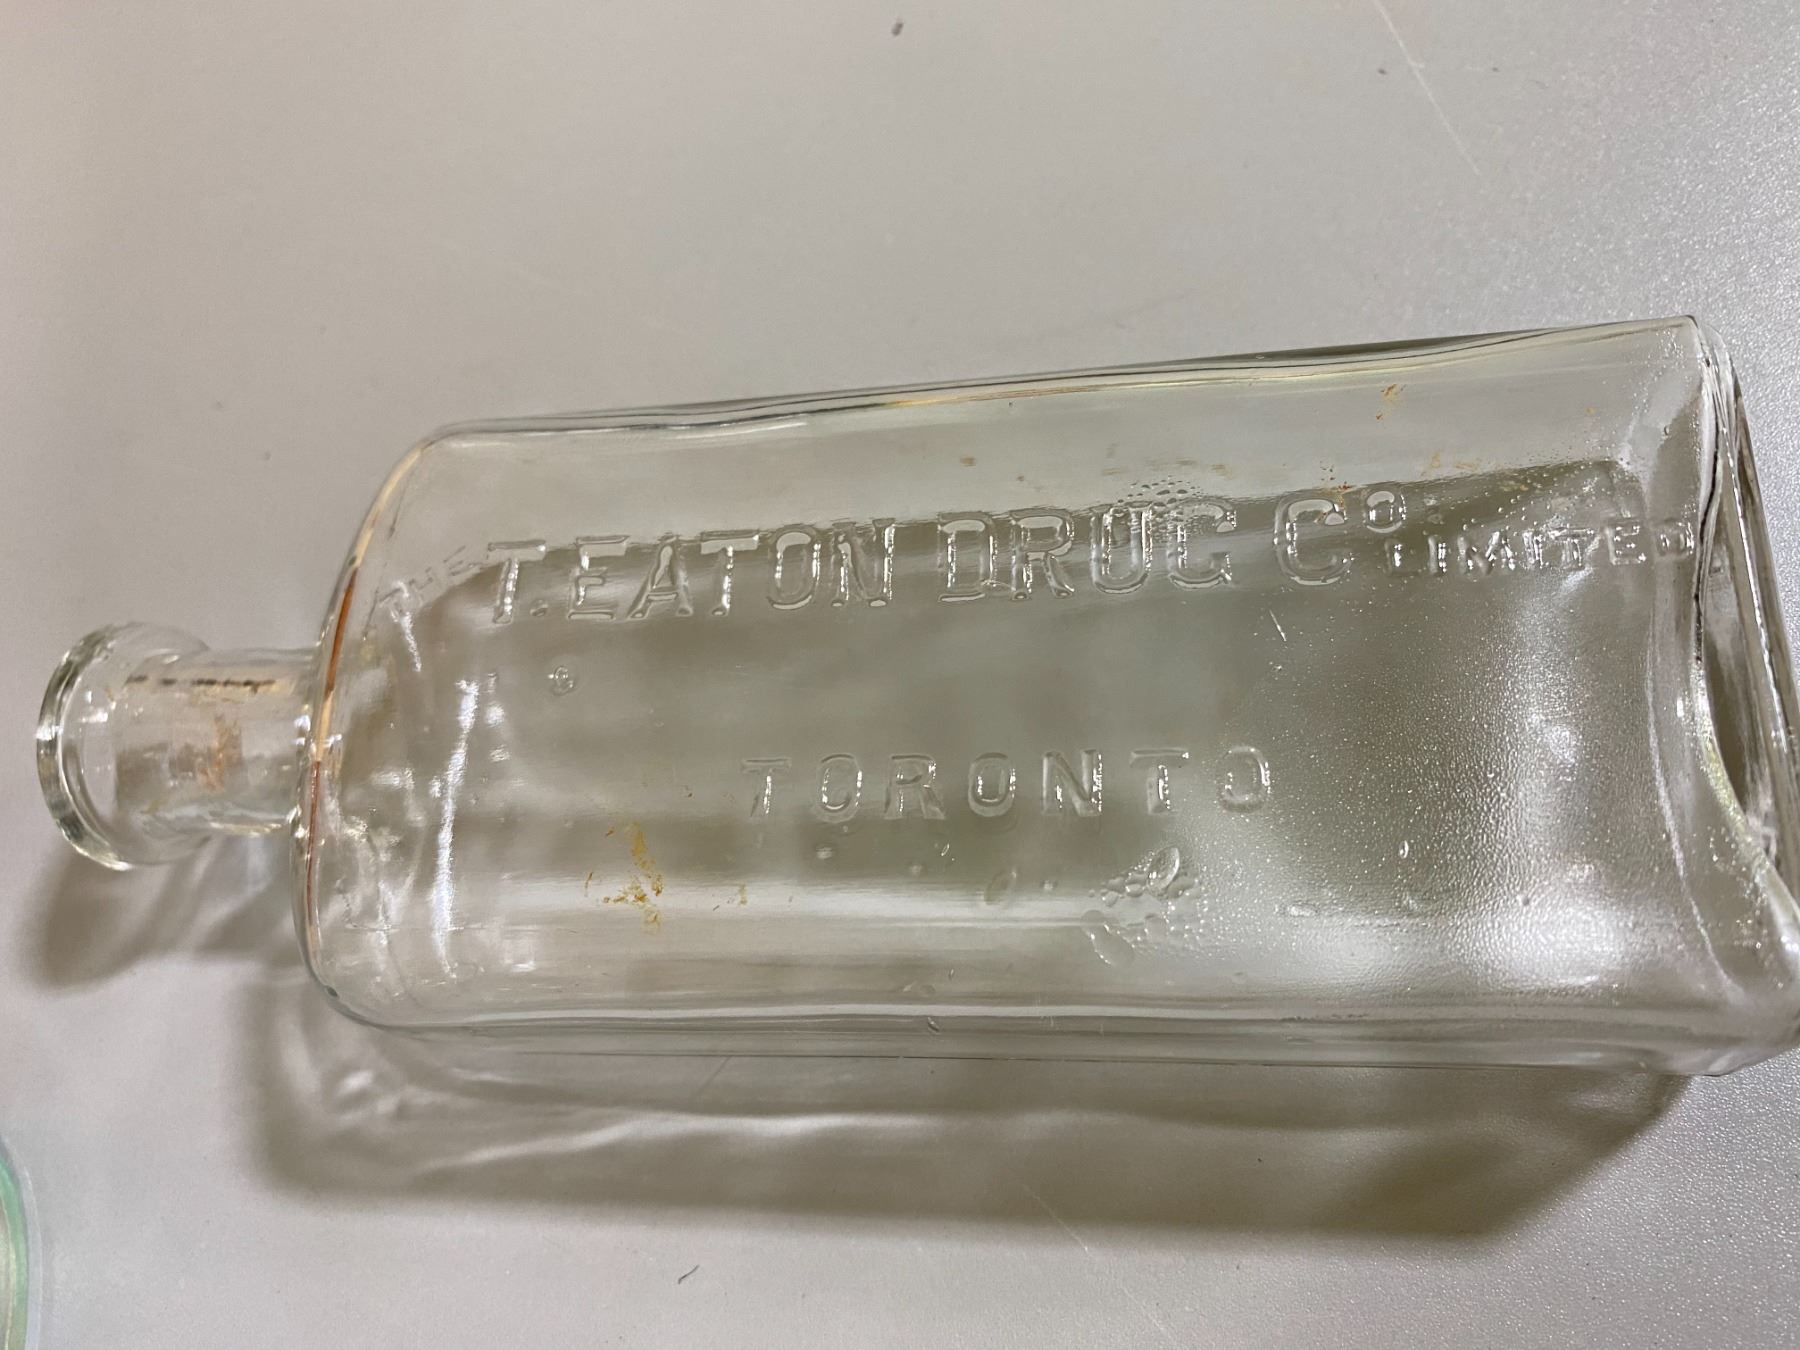 THE T. EATON DRUG Co LIMITED
TORONTO